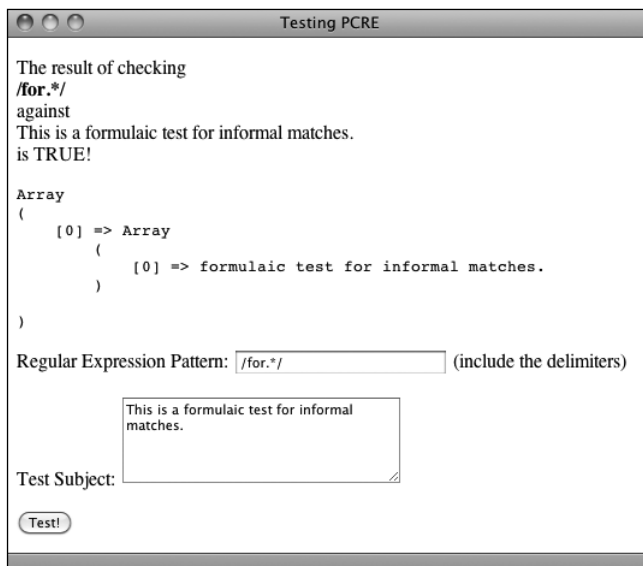 Testing PCRE
The result of checking
/for.*/
against
This is a formulaic test for informal matches.
is TRUE!
Array
(
[0] => Array
(
[0] => formulaic test for informal matches.
)
)
Regular Expression Pattern: /for.*/ (include the delimiters)
This is a formulaic test for informal
matches.
Test Subject:
Test!